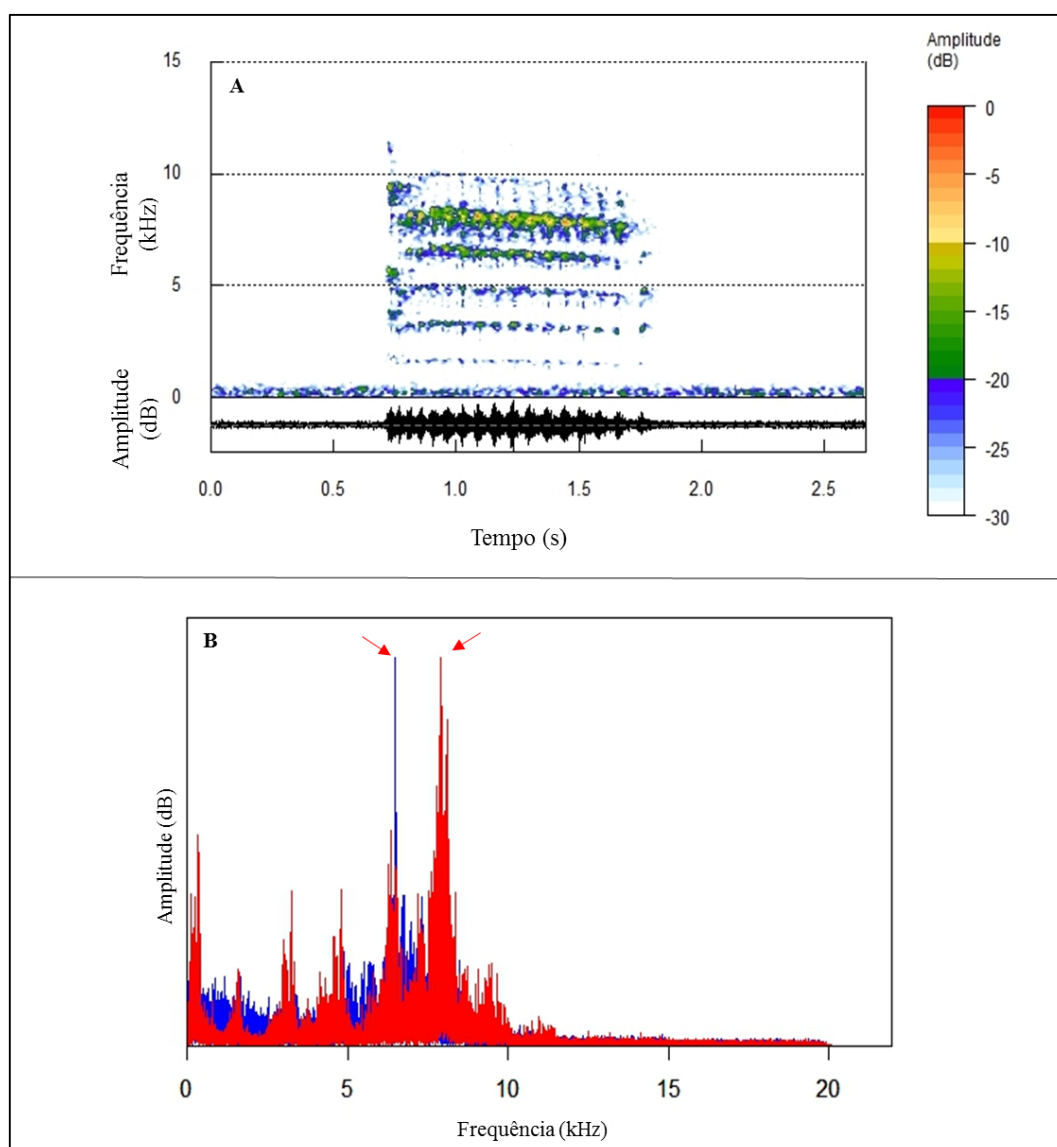 Amplitude
(dB)
15
A
10
5
0
Frequência
(kHz)
Amplitude
(dB)
0
-5
-10
-15
-20
-25
-30
0.0 0.5 1.0 1.5 2.0 2.5
Tempo (s)
B
Amplitude (dB)
0 5 10 15 20
Frequência (kHz)